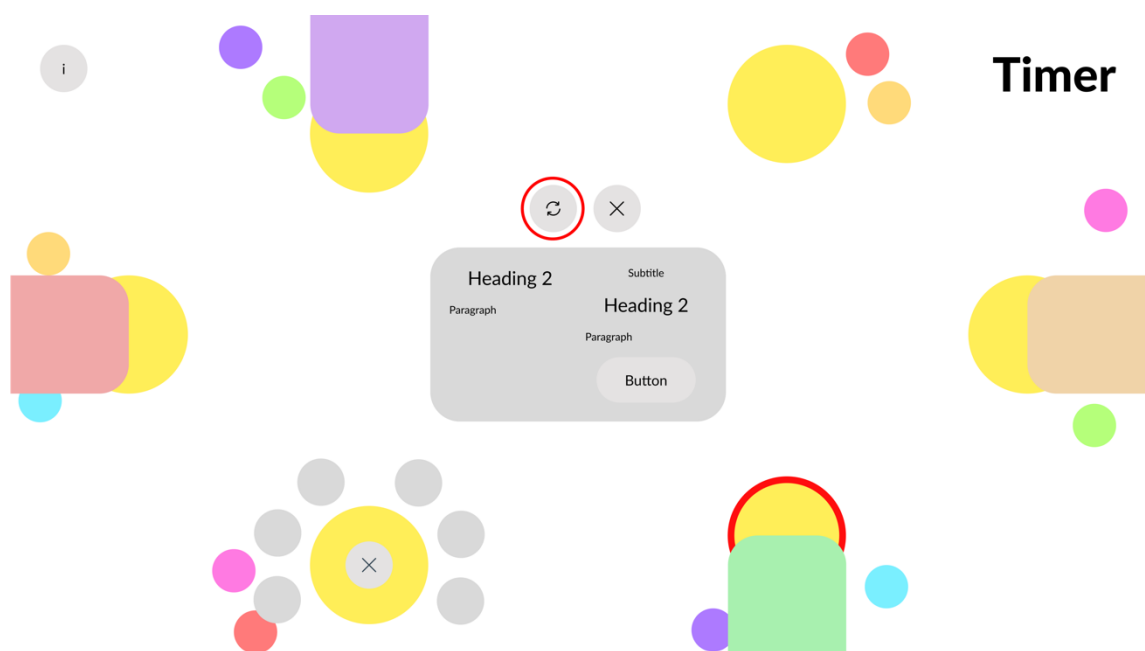 i
Timer
Heading 2
Paragraph
Subtitle
Heading 2
Paragraph
Button